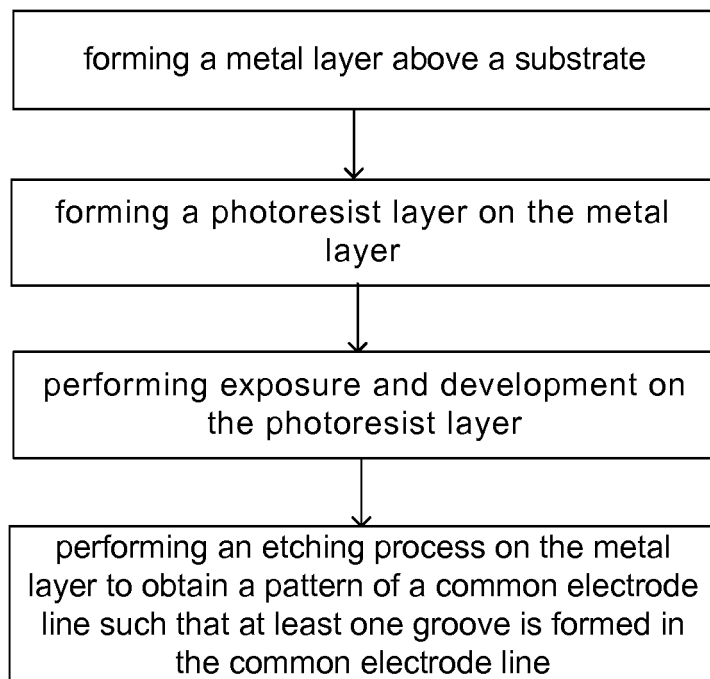 forming a metal layer above a substrate
forming a photoresist layer on the metal
layer
performing exposure and development on
the photoresist layer
performing an etching process on the metal
layer to obtain a pattern of a common electrode
line such that at least one groove is formed in
the common electrode line